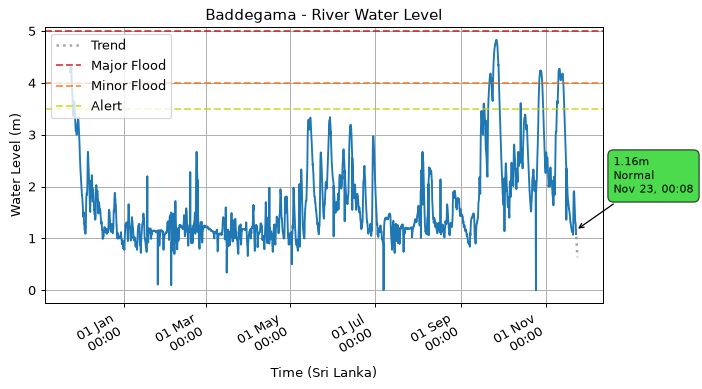 Baddegama - River Water Level
Trend
Major Flood
Minor Flood
Alert
Water Level (m)
5
4
3
2
1
0
1.16m
Normal
Nov 23, 00:08
01 Jan
00:00
01 Mar
00:00
01 May
00:00
01 Jul
00:00
01 Sep
00:00
01 Nov
00:00
Time (Sri Lanka)